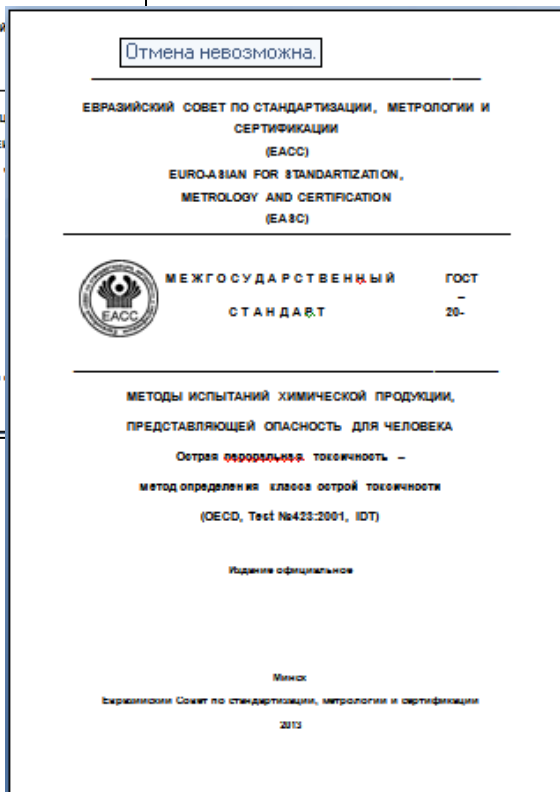 Отмена невозможна.
ЕВРАЗИЙСКИЙ СОВЕТ ПО СТАНДАРТИЗАЦИИ, МЕТРОЛОГИИ И
СЕРТИФИКАЦИИ
(ЕАСС)
EURO-ASIAN FOR STANDARTIZATION,
METROLOGY AND CERTIFICATION
(EASC)
МЕЖГОСУДАРСТВЕННЫЙ ГОСТ
–
СТАНДАРТ 20-
ЕАСС
МЕТОДЫ ИСПЫТАНИЙ ХИМИЧЕСКОЙ ПРОДУКЦИИ,
ПРЕДСТАВЛЯЮЩЕЙ ОПАСНОСТЬ ДЛЯ ЧЕЛОВЕКА
Острая пероральная токсичность –
метод определения класса острой токсичности
(OECD, Test №423:2001, IDT)
Издание официальное
Минск
Евразийский Совет по стандартизации, метрологии и сертификации
2013